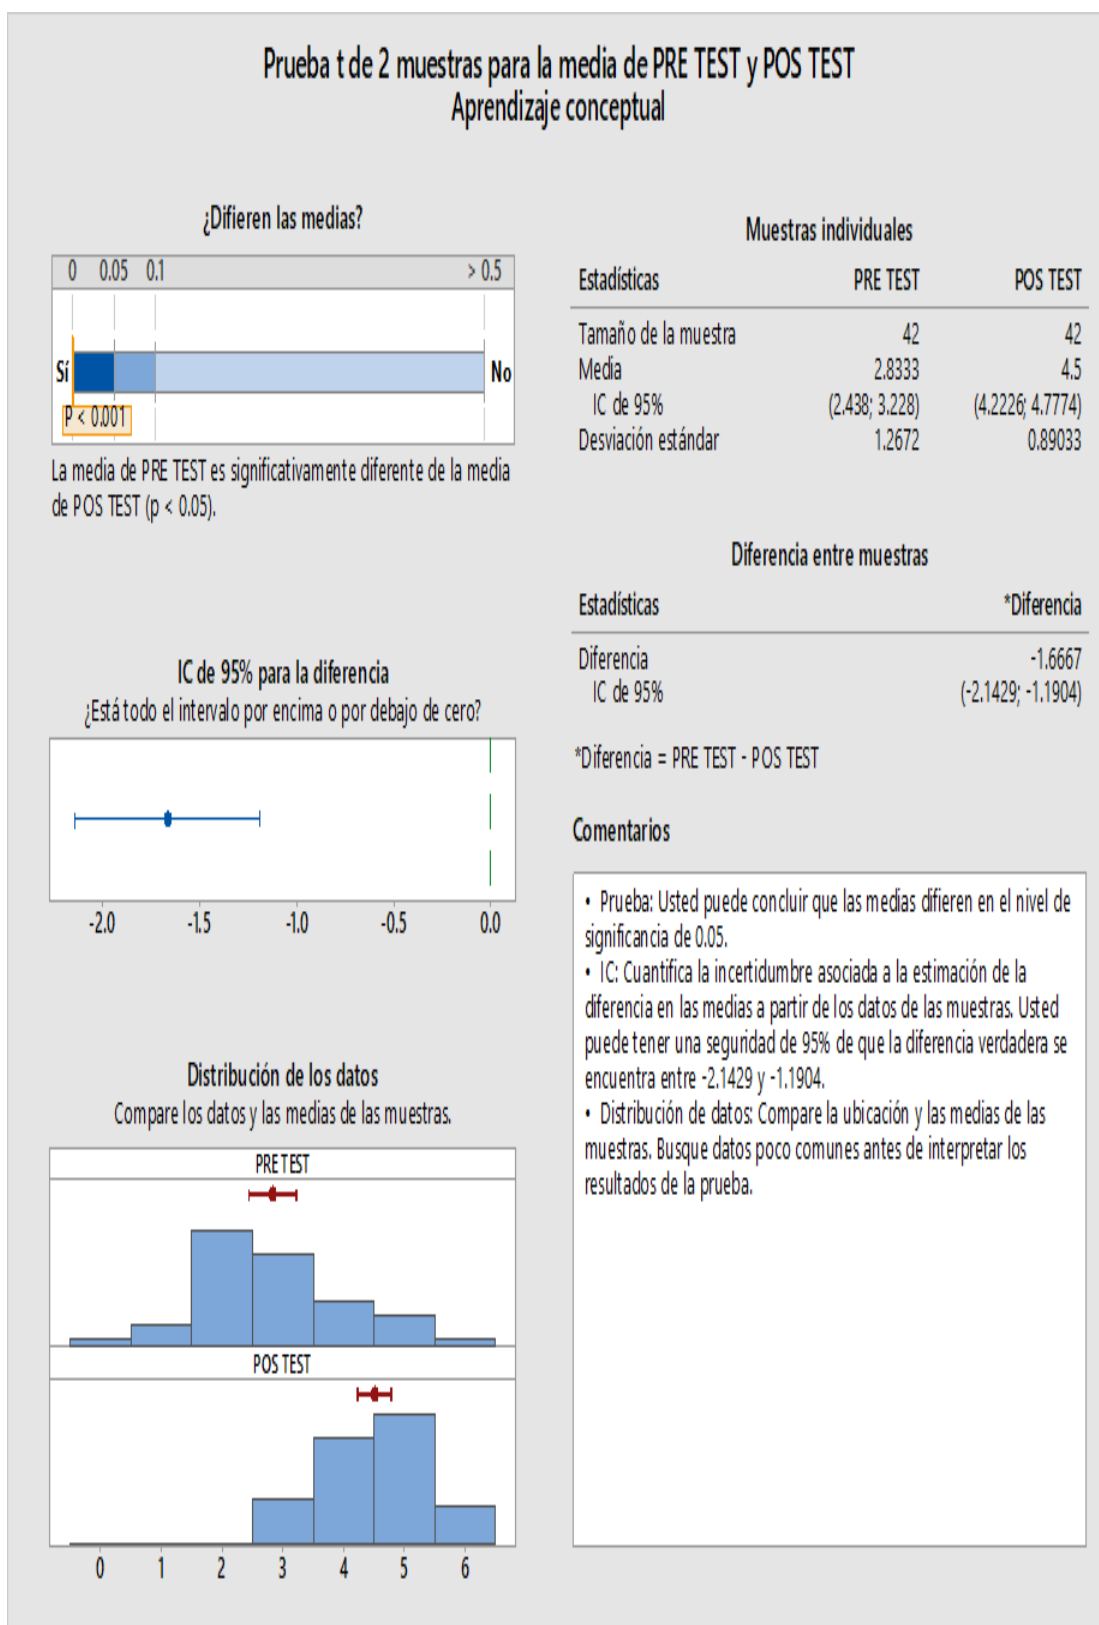 Prueba t de 2 muestras para la media de PRE TEST y POS TEST
Aprendizaje conceptual
¿Difieren las medias?
0 0.05 0.1 > 0.5
Sí No
P < 0.001
La media de PRE TEST es significativamente diferente de la media
de POS TEST (p < 0.05).
Muestras individuales
Estadísticas PRE TEST POS TEST
Tamaño de la muestra 42 42
Media 2.8333 4.5
IC de 95% (2.438; 3.228) (4.2226; 4.7774)
Desviación estándar 1.2672 0.89033
Diferencia entre muestras
Estadísticas *Diferencia
Diferencia -1.6667
IC de 95% (-2.1429; -1.1904)
*Diferencia = PRE TEST - POS TEST
IC de 95% para la diferencia
¿Está todo el intervalo por encima o por debajo de cero?
-2.0 -1.5 -1.0 -0.5 0.0
Comentarios
• Prueba: Usted puede concluir que las medias difieren en el nivel de
significancia de 0.05.
• IC: Cuantifica la incertidumbre asociada a la estimación de la
diferencia en las medias a partir de los datos de las muestras. Usted
puede tener una seguridad de 95% de que la diferencia verdadera se
encuentra entre -2.1429 y -1.1904.
• Distribución de datos: Compare la ubicación y las medias de las
muestras. Busque datos poco comunes antes de interpretar los
resultados de la prueba.
Distribución de los datos
Compare los datos y las medias de las muestras.
PRE TEST
POS TEST
0 1 2 3 4 5 6